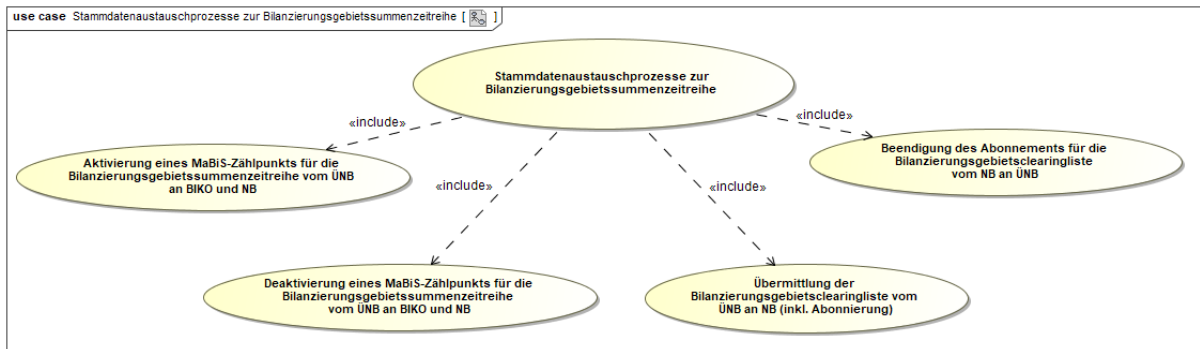 use case Stammdatenaustauschprozesse zur Bilanzierungsgebietssummenzeitreihe [ ]
Stammdatenaustauschprozesse zur
Bilanzierungsgebietssummenzeitreihe
«include»
«include»
«include»
«include»
Aktivierung eines MaBiS-Zählpunkts für die
Bilanzierungsgebietssummenzeitreihe vom ÜNB
an BIKO und NB
Beendigung des Abonnements für die
Bilanzierungsgebietsclearingliste
vom NB an ÜNB
Deaktivierung eines MaBiS-Zählpunkts für die
Bilanzierungsgebietssummenzeitreihe
vom ÜNB an BIKO und NB
Übermittlung der
Bilanzierungsgebietsclearingliste vom
ÜNB an NB (inkl. Abonnierung)